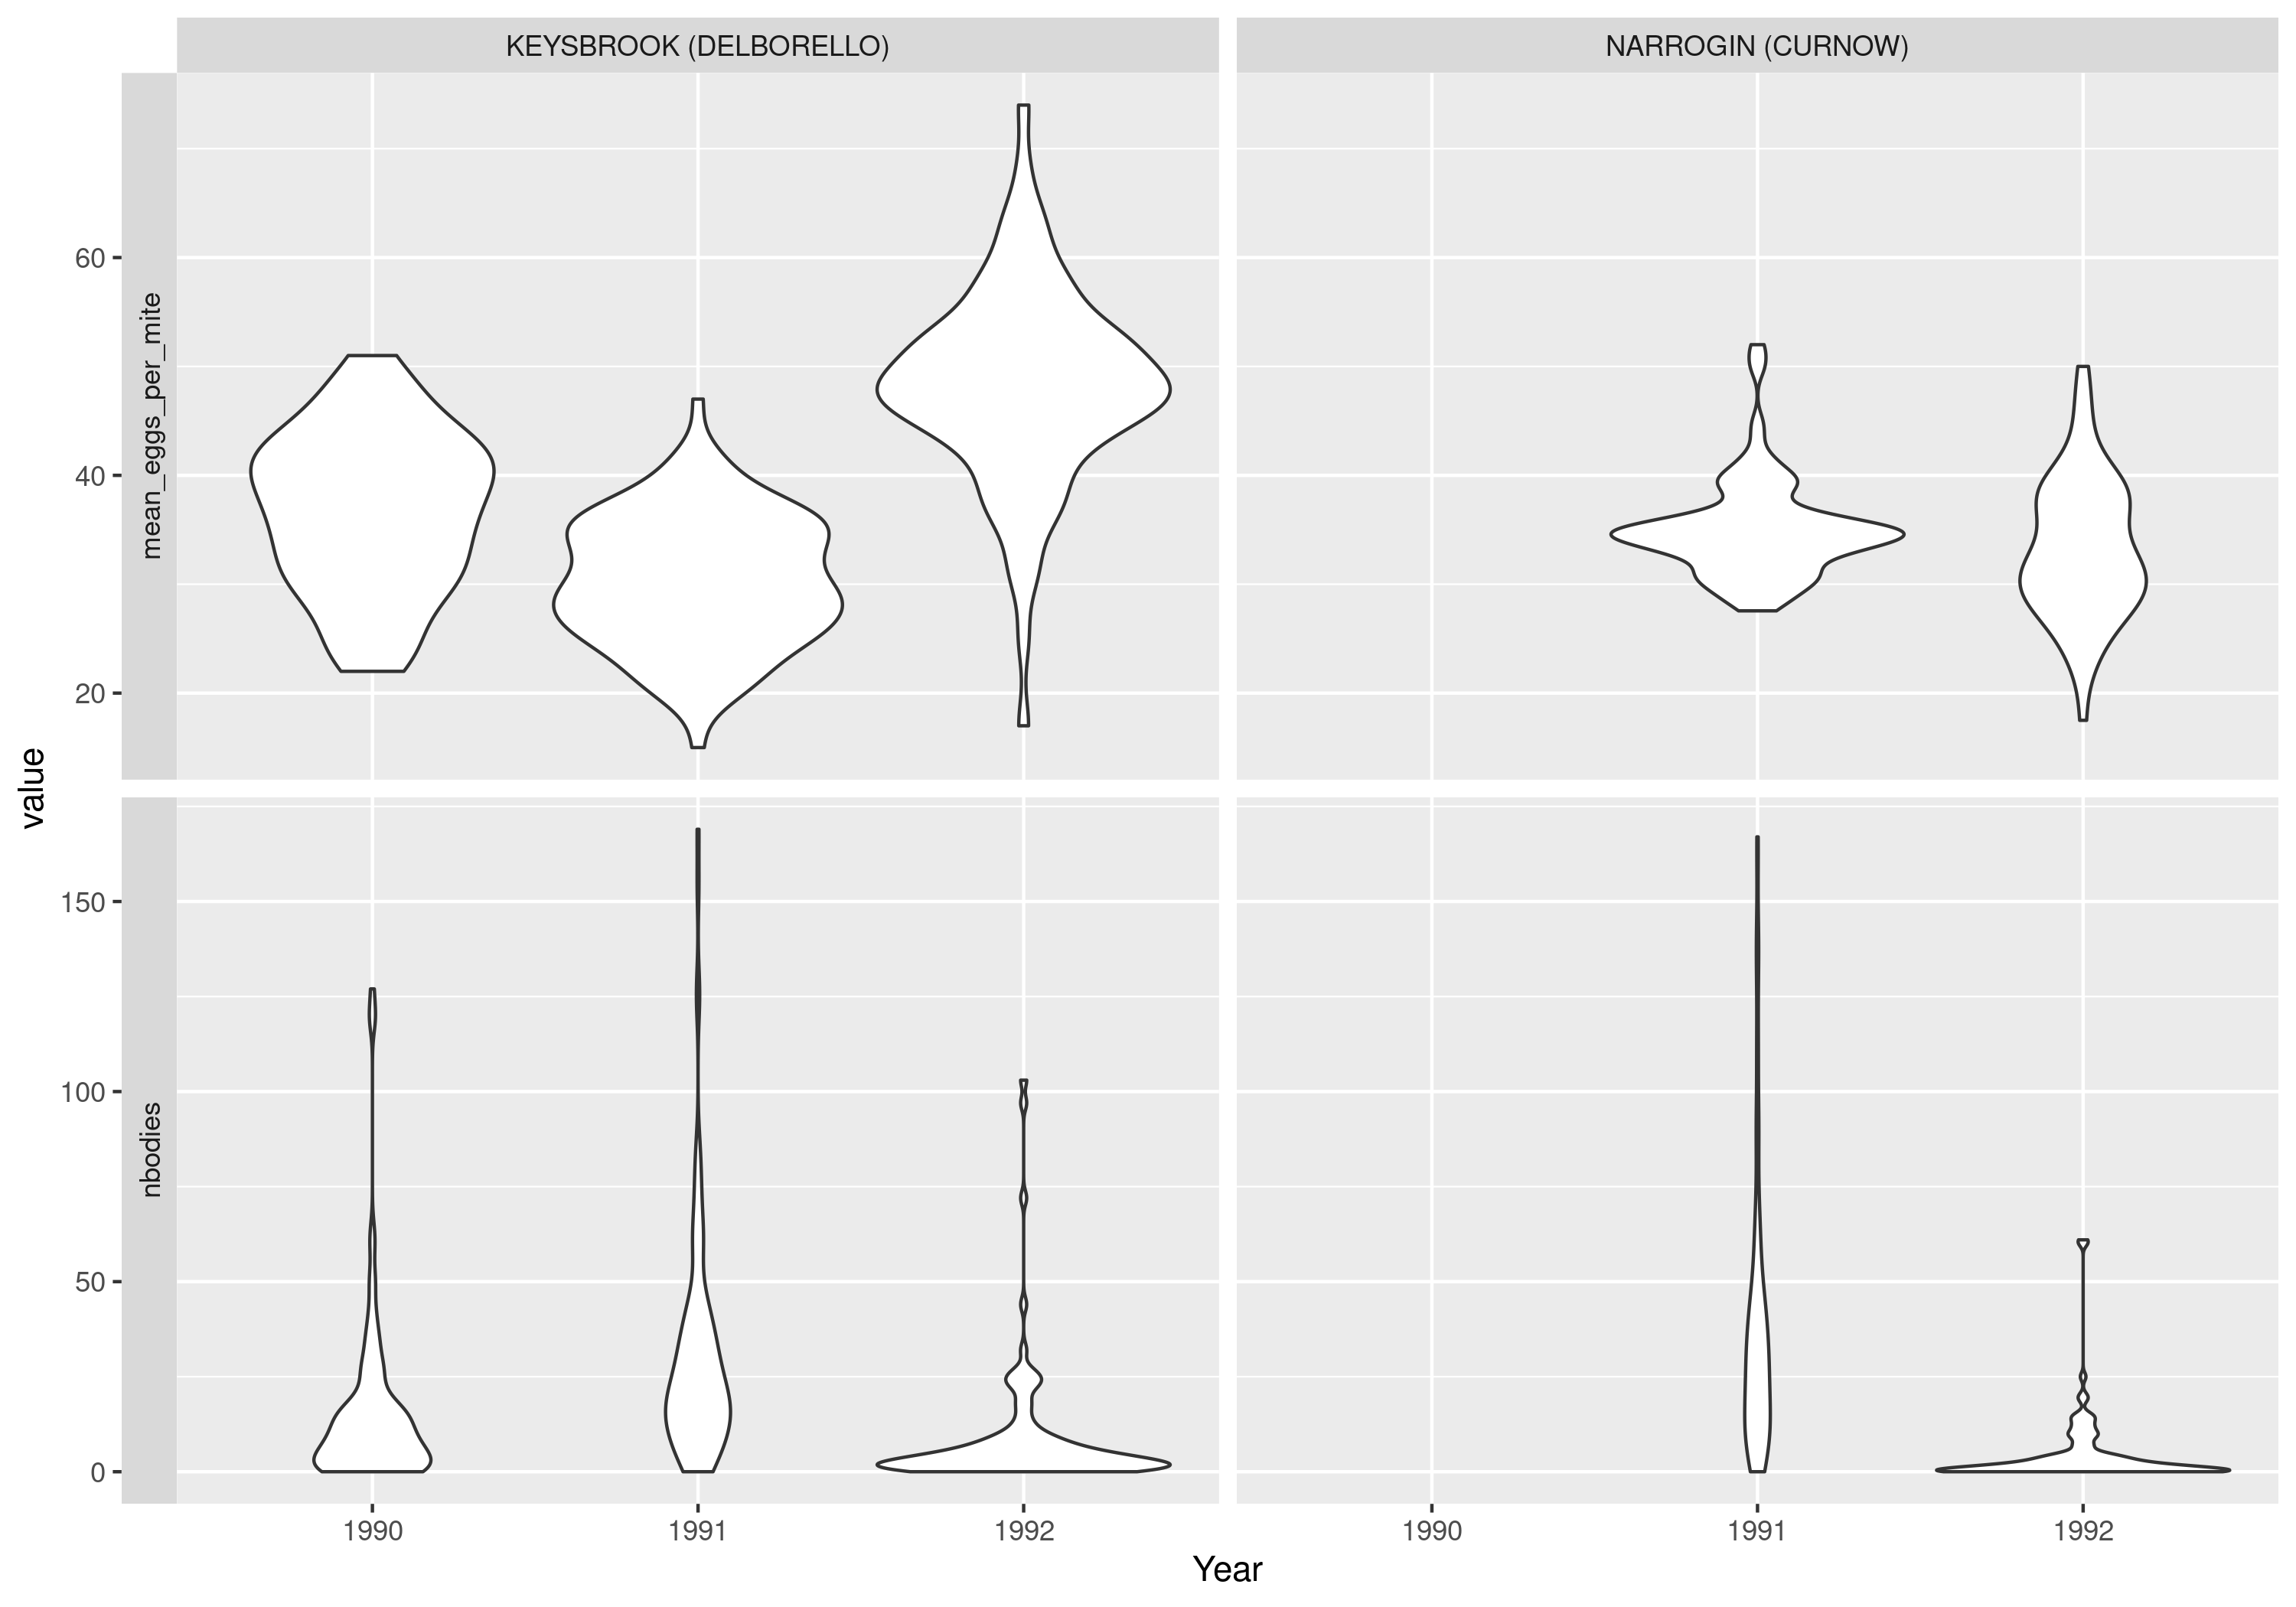 KEYSBROOK (DELBORELLO)
NARROGIN (CURNOW)
mean_eggs_per_mite
60
40
20
value
nbodies
150
100
50
0
1990
1991
1992
1990
1991
1992
Year